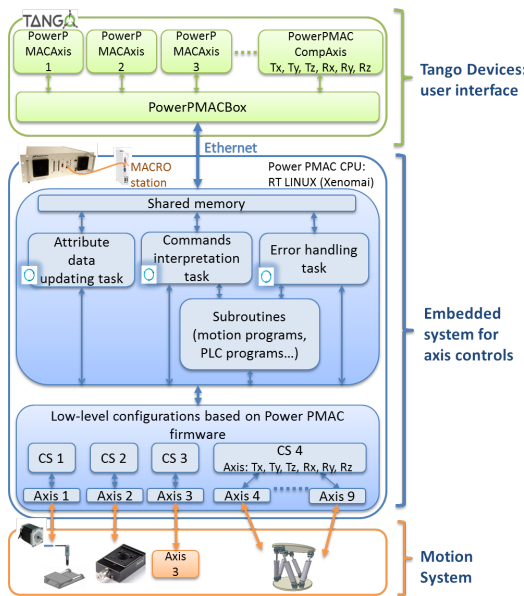 TANGO
PowerP
MACAxis
1
PowerP
MACAxis
2
PowerP
MACAxis
3
PowerPMAC
CompAxis
Tx, Ty, Tz, Rx, Ry, Rz
PowerPMACBox
Tango Devices:
user interface
Ethernet
MACRO
station
Power PMAC CPU:
RT LINUX (Xenomai)
Shared memory
Attribute
data
updating task
Commands
interpretation
task
Error handling
task
Subroutines
(motion programs,
PLC programs...)
Embedded
system for
axis controls
Low-level configurations based on Power PMAC
firmware
CS 1
CS 2
CS 3
CS 4
Axis: Tx, Ty, Tz, Rx, Ry, Rz
Axis 1
Axis 2
Axis 3
Axis 4
Axis 9
Axis
3
Motion
System